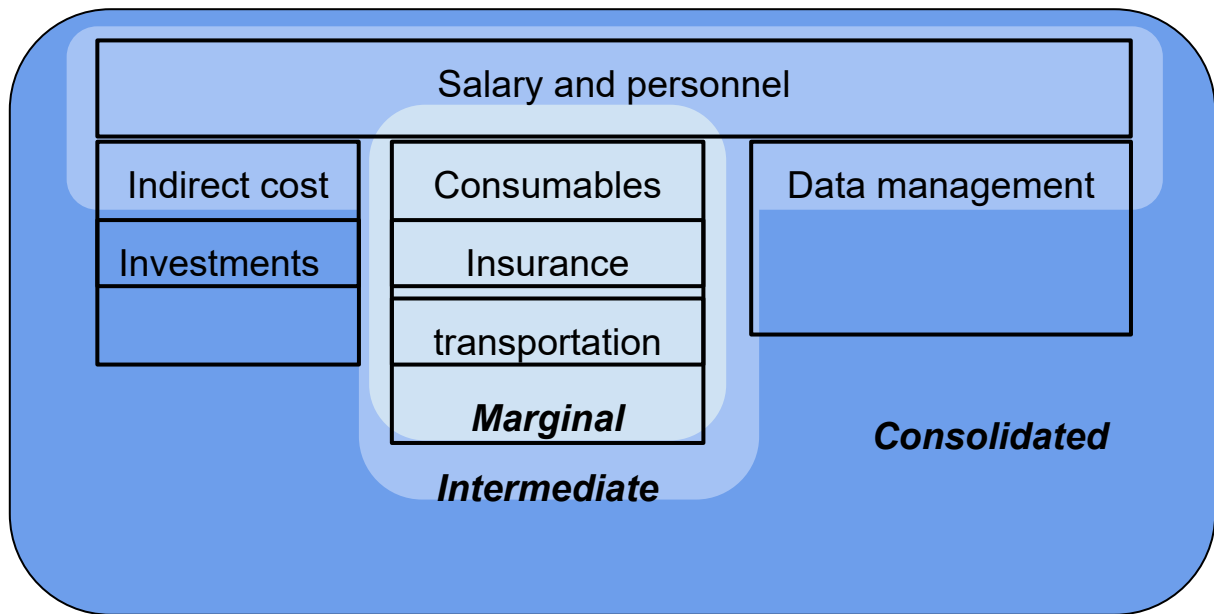 Salary and personnel
Indirect cost
Consumables
Data management
Investments
Insurance
transportation
Marginal
Consolidated
Intermediate